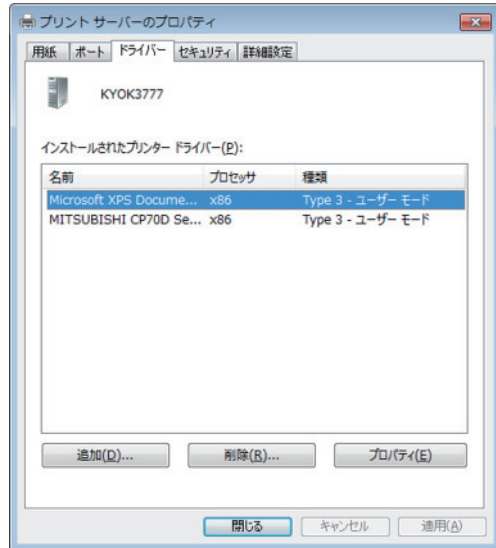 プリント サーバーのプロパティ
用紙 ポート ドライバー セキュリティ 詳細設定
KYOK3777
インストールされたプリンター ドライバー(P):
名前 プロセッサ 種類
Microsoft XPS Docume... x86 Type 3 - ユーザー モード
MITSUBISHI CP70D Se... x86 Type 3 - ユーザー モード
追加(D)... 削除(R)... プロパティ(E)
閉じる キャンセル 適用(A)